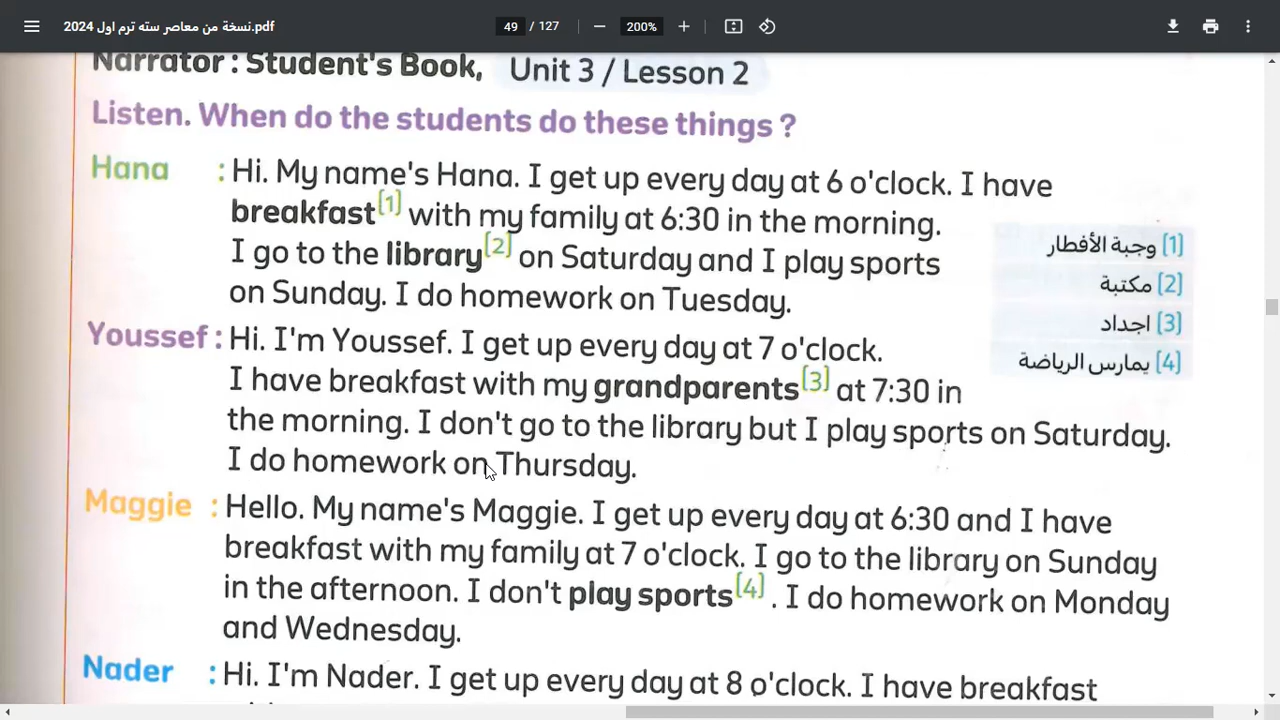 نسخة من معاصر سته ترم اول 2024.pdf
49 / 127
200%
Narrator : Student's Book, Unit 3 / Lesson 2
Listen. When do the students do these things ?
Hana : Hi. My name's Hana. I get up every day at 6 o'clock. I have
breakfast[1] with my family at 6:30 in the morning.
I go to the library[2] on Saturday and I play sports
on Sunday. I do homework on Tuesday.
[1] وجبة الأفطار
[2] مكتبة
[3] اجداد
[4] يمارس الرياضة
Youssef : Hi. I'm Youssef. I get up every day at 7 o'clock.
I have breakfast with my grandparents[3] at 7:30 in
the morning. I don't go to the library but I play sports on Saturday.
I do homework on Thursday.
Maggie : Hello. My name's Maggie. I get up every day at 6:30 and I have
breakfast with my family at 7 o'clock. I go to the library on Sunday
in the afternoon. I don't play sports[4] . I do homework on Monday
and Wednesday.
Nader : Hi. I'm Nader. I get up every day at 8 o'clock. I have breakfast